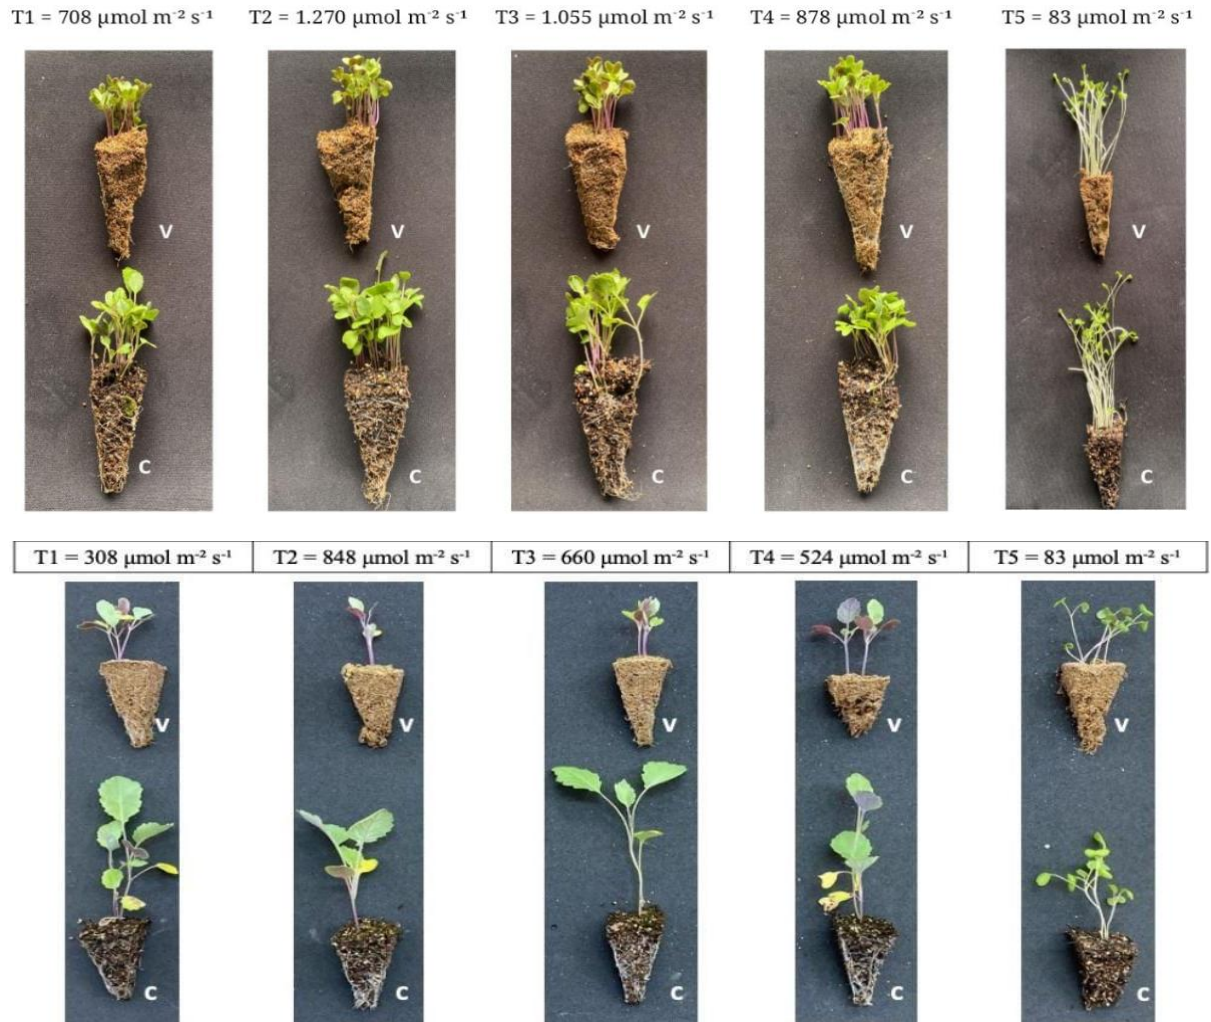 T1 = 708 µmol m⁻² s⁻¹ T2 = 1.270 µmol m⁻² s⁻¹ T3 = 1.055 µmol m⁻² s⁻¹ T4 = 878 µmol m⁻² s⁻¹ T5 = 83 µmol m⁻² s⁻¹
V V V V V
C C C C C
T1 = 308 µmol m⁻² s⁻¹ T2 = 848 µmol m⁻² s⁻¹ T3 = 660 µmol m⁻² s⁻¹ T4 = 524 µmol m⁻² s⁻¹ T5 = 83 µmol m⁻² s⁻¹
V V V V V
C C C C C